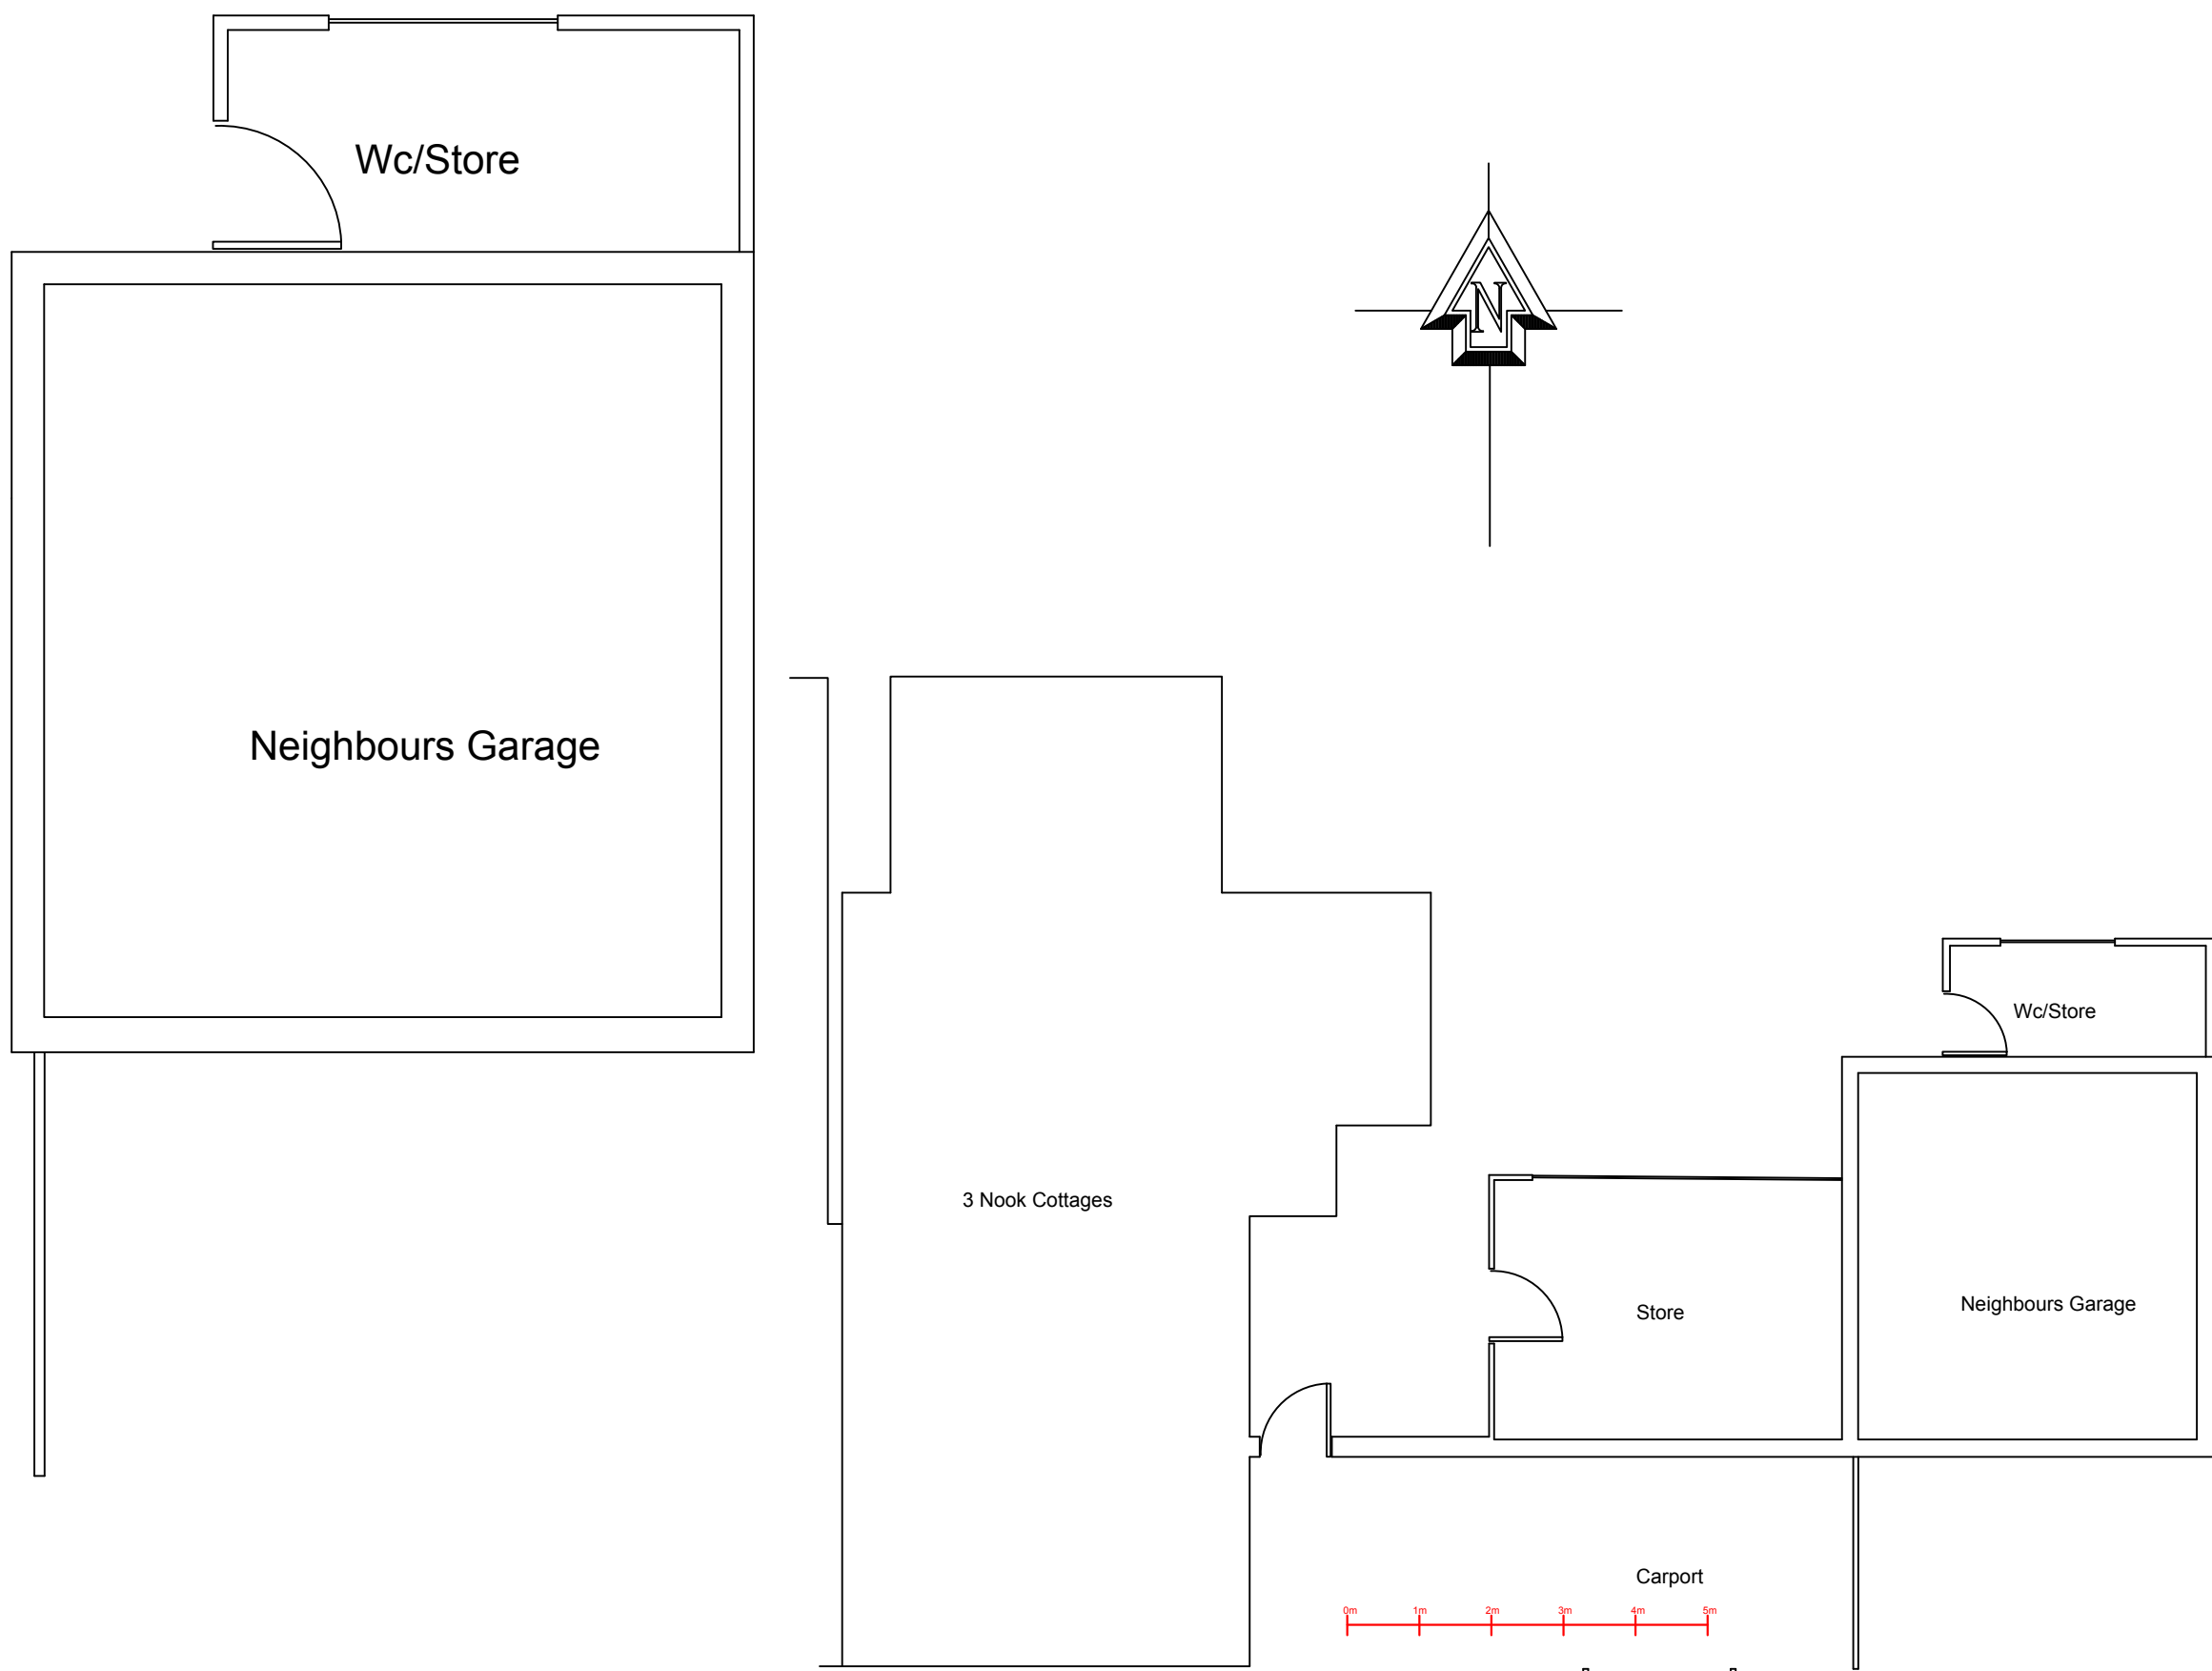 Wc/Store
N
Neighbours Garage
Wc/Store
3 Nook Cottages
Store
Neighbours Garage
Carport
0m 1m 2m 3m 4m 5m